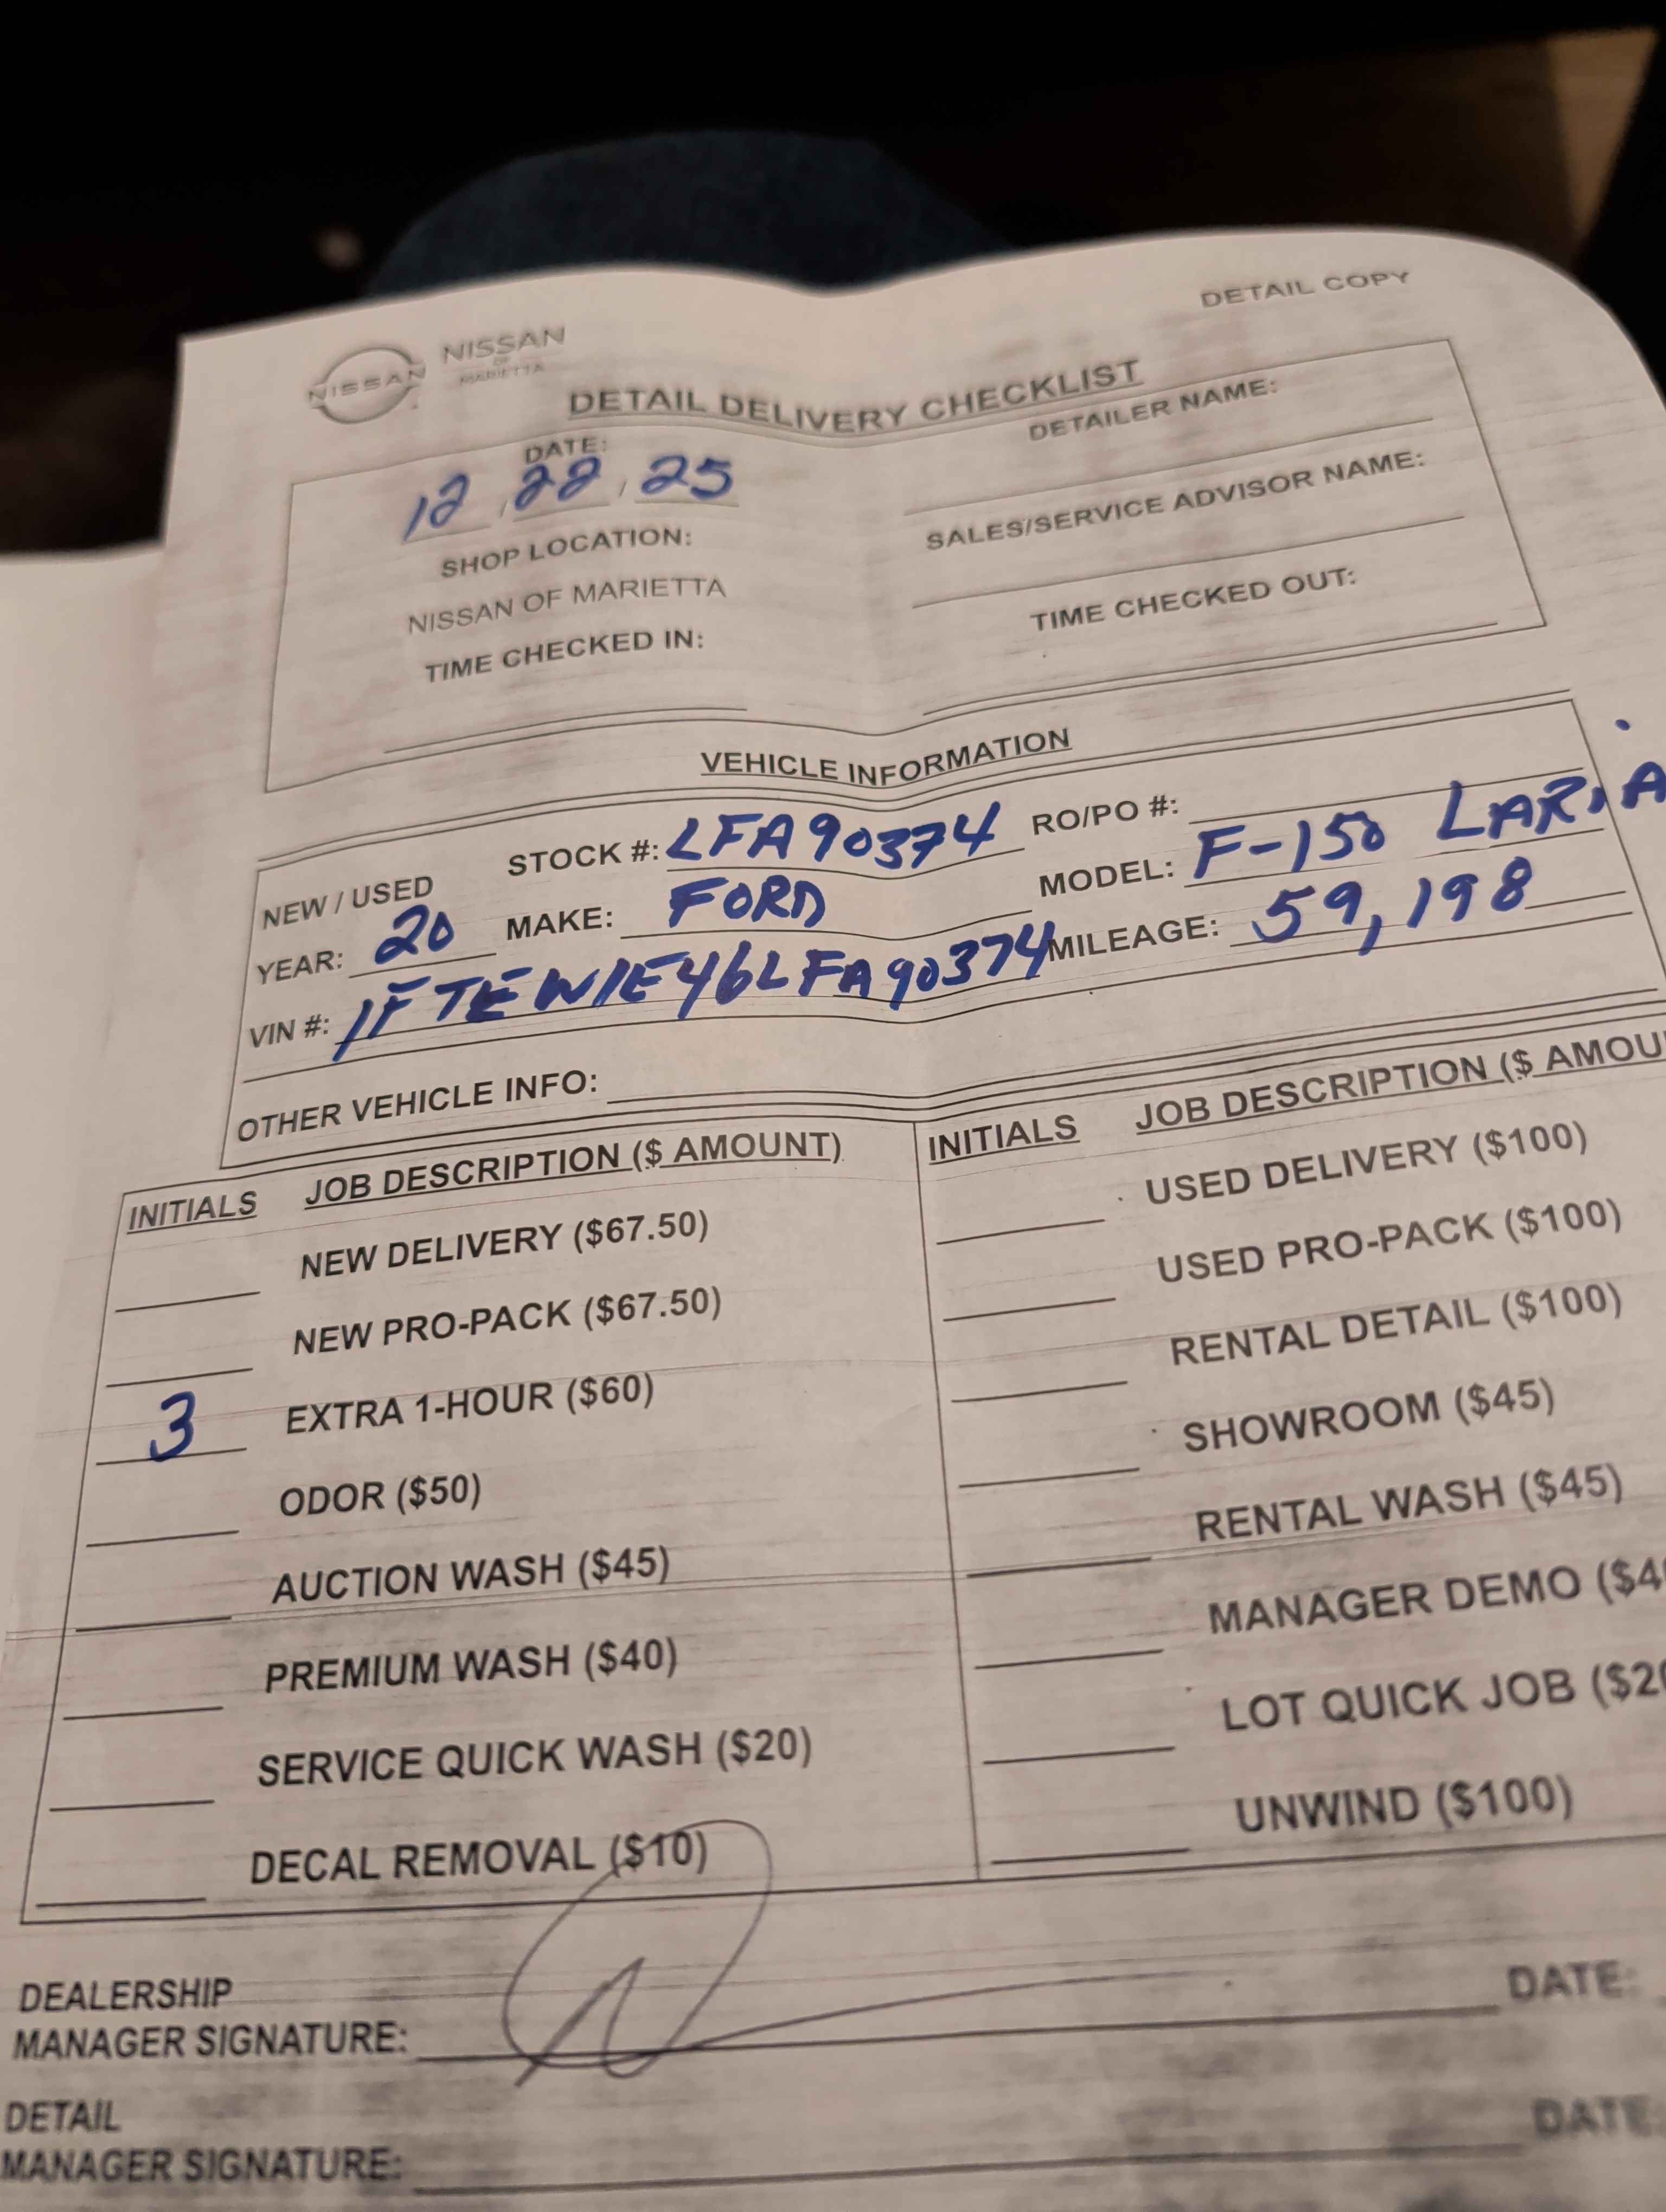 DETAIL COPY
NISSAN
NISSAN
OF
MARIETTA
DETAIL DELIVERY CHECKLIST
DATE:
12, 22, 25
SHOP LOCATION:
NISSAN OF MARIETTA
TIME CHECKED IN:
DETAILER NAME:
SALES/SERVICE ADVISOR NAME:
TIME CHECKED OUT:
VEHICLE INFORMATION
NEW / USED STOCK #: LFA90374 RO/PO #:
YEAR: 20 MAKE: FORD MODEL: F-150 LARiA
VIN #: 1FTEW1E46LFA90374 MILEAGE: 59,198
OTHER VEHICLE INFO:
INITIALS JOB DESCRIPTION ($ AMOUNT)
NEW DELIVERY ($67.50)
NEW PRO-PACK ($67.50)
3 EXTRA 1-HOUR ($60)
ODOR ($50)
AUCTION WASH ($45)
PREMIUM WASH ($40)
SERVICE QUICK WASH ($20)
DECAL REMOVAL ($10)
INITIALS JOB DESCRIPTION ($ AMOU
USED DELIVERY ($100)
USED PRO-PACK ($100)
RENTAL DETAIL ($100)
SHOWROOM ($45)
RENTAL WASH ($45)
MANAGER DEMO ($4
LOT QUICK JOB ($20
UNWIND ($100)
DEALERSHIP
MANAGER SIGNATURE: DATE:
DETAIL
MANAGER SIGNATURE: DATE: